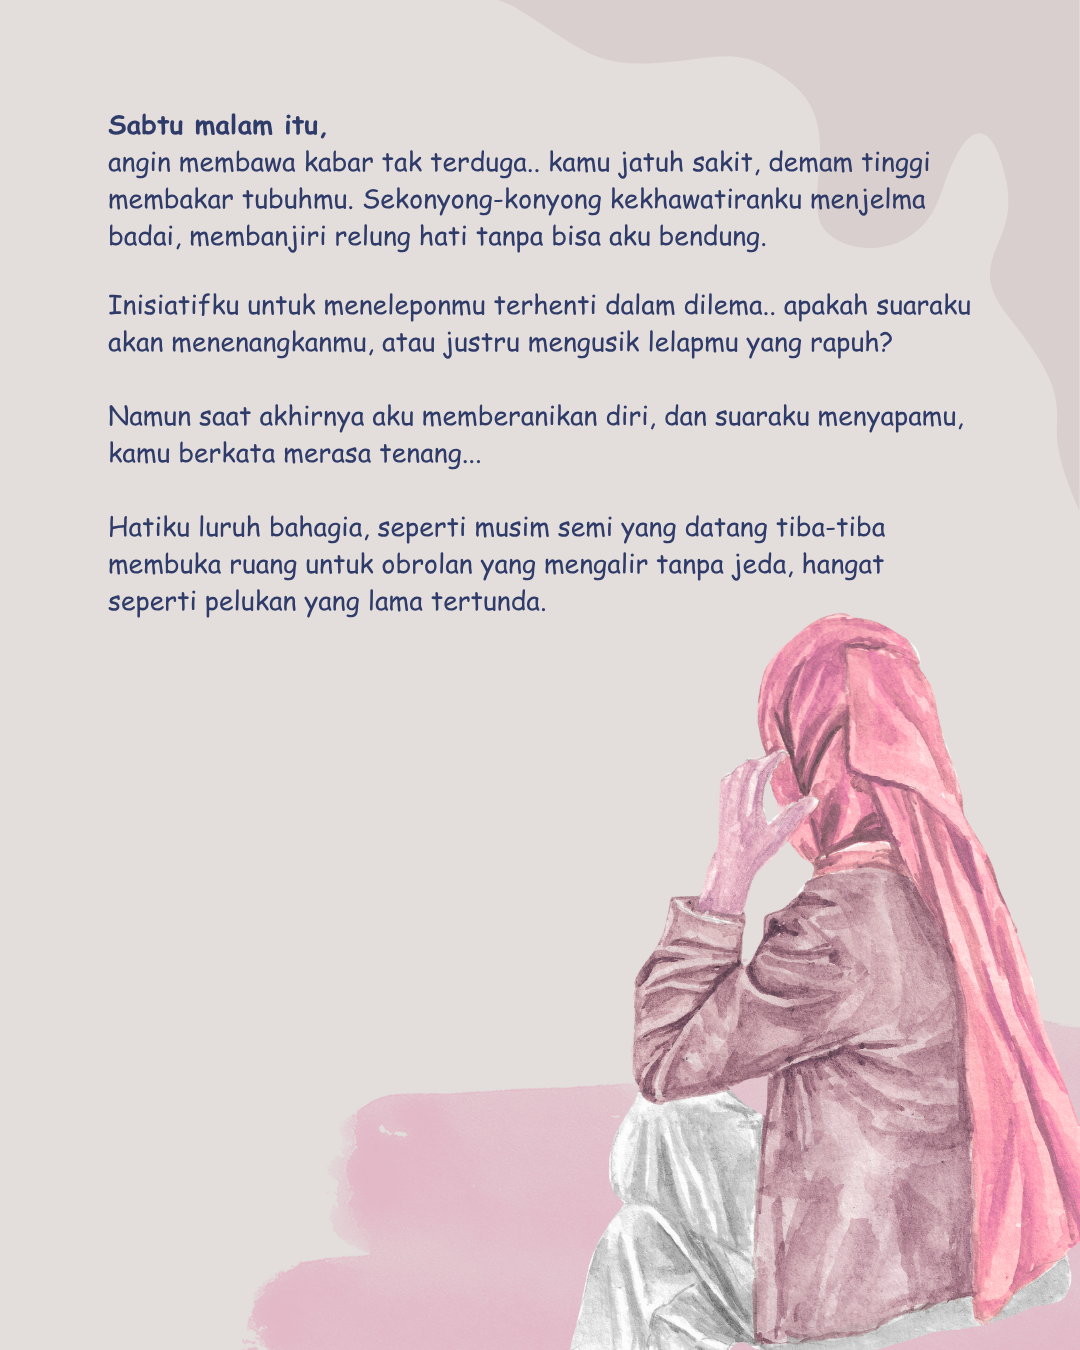 Sabtu malam itu,
angin membawa kabar tak terduga.. kamu jatuh sakit, demam tinggi
membakar tubuhmu. Sekonyong-konyong kekhawatiranku menjelma
badai, membanjiri relung hati tanpa bisa aku bendung.
Inisiatifku untuk meneleponmu terhenti dalam dilema.. apakah suaraku
akan menenangkanmu, atau justru mengusik lelapmu yang rapuh?
Namun saat akhirnya aku memberanikan diri, dan suaraku menyapamu,
kamu berkata merasa tenang...
Hatiku luruh bahagia, seperti musim semi yang datang tiba-tiba
membuka ruang untuk obrolan yang mengalir tanpa jeda, hangat
seperti pelukan yang lama tertunda.